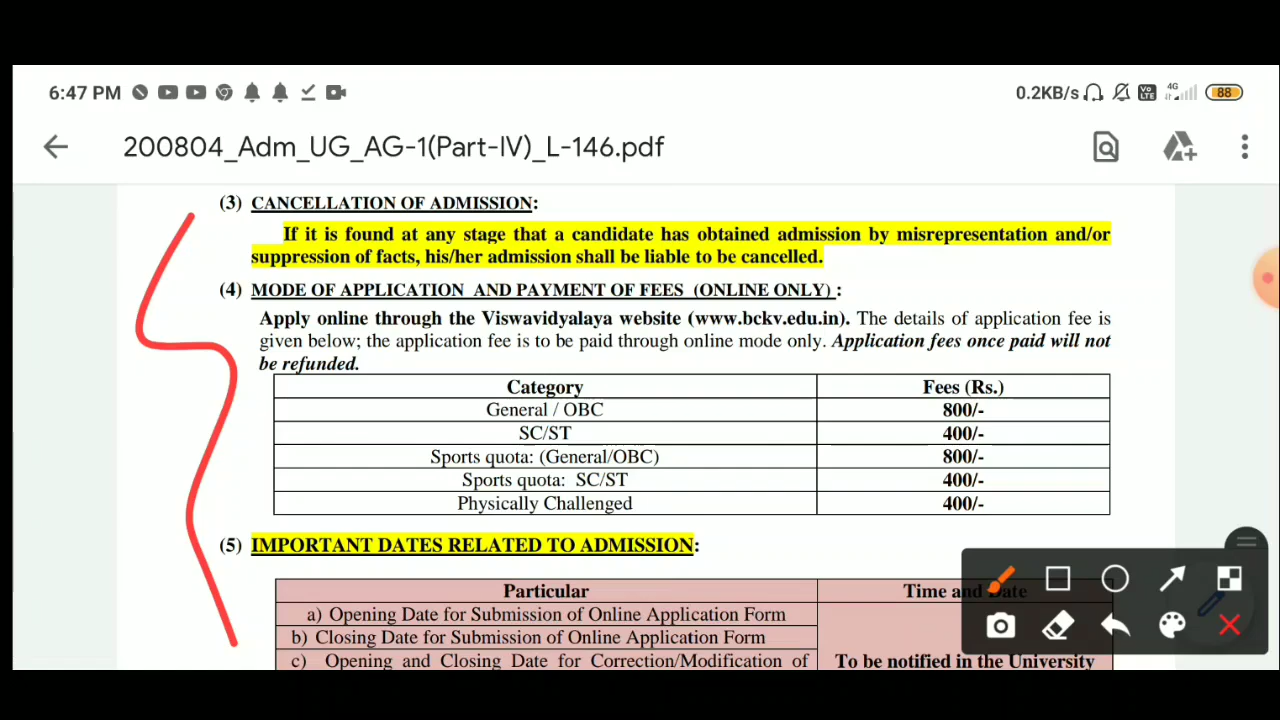 6:47 PM 0.2KB/s Vo LTE 4G 88
200804_Adm_UG_AG-1(Part-IV)_L-146.pdf
(3) CANCELLATION OF ADMISSION:
If it is found at any stage that a candidate has obtained admission by misrepresentation and/or
suppression of facts, his/her admission shall be liable to be cancelled.
(4) MODE OF APPLICATION AND PAYMENT OF FEES (ONLINE ONLY) :
Apply online through the Viswavidyalaya website (www.bckv.edu.in). The details of application fee is
given below; the application fee is to be paid through online mode only. Application fees once paid will not
be refunded.
Category Fees (Rs.)
General / OBC 800/-
SC/ST 400/-
Sports quota: (General/OBC) 800/-
Sports quota: SC/ST 400/-
Physically Challenged 400/-
(5) IMPORTANT DATES RELATED TO ADMISSION:
Particular Time and Date
a) Opening Date for Submission of Online Application Form
b) Closing Date for Submission of Online Application Form
c) Opening and Closing Date for Correction/Modification of To be notified in the University